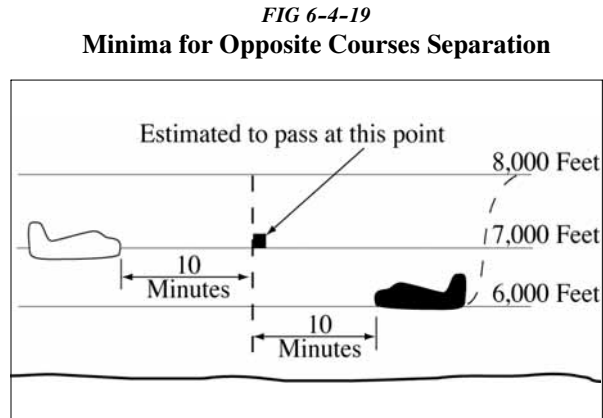 FIG 6-4-19
Minima for Opposite Courses Separation
Estimated to pass at this point
8,000 Feet
7,000 Feet
10
Minutes
6,000 Feet
10
Minutes